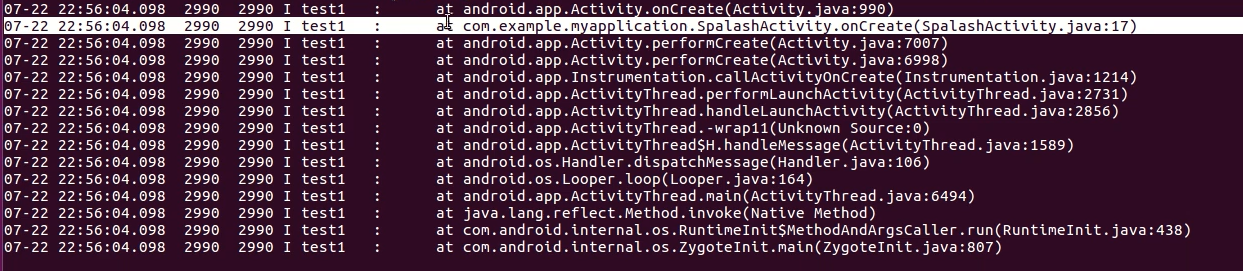 07-22 22:56:04.098  2990  2990 I test1   :      at android.app.Activity.onCreate(Activity.java:990)
07-22 22:56:04.098  2990  2990 I test1   :      at com.example.myapplication.SpalashActivity.onCreate(SpalashActivity.java:17)
07-22 22:56:04.098  2990  2990 I test1   :      at android.app.Activity.performCreate(Activity.java:7007)
07-22 22:56:04.098  2990  2990 I test1   :      at android.app.Activity.performCreate(Activity.java:6998)
07-22 22:56:04.098  2990  2990 I test1   :      at android.app.Instrumentation.callActivityOnCreate(Instrumentation.java:1214)
07-22 22:56:04.098  2990  2990 I test1   :      at android.app.ActivityThread.performLaunchActivity(ActivityThread.java:2731)
07-22 22:56:04.098  2990  2990 I test1   :      at android.app.ActivityThread.handleLaunchActivity(ActivityThread.java:2856)
07-22 22:56:04.098  2990  2990 I test1   :      at android.app.ActivityThread.-wrap11(Unknown Source:0)
07-22 22:56:04.098  2990  2990 I test1   :      at android.app.ActivityThread$H.handleMessage(ActivityThread.java:1589)
07-22 22:56:04.098  2990  2990 I test1   :      at android.os.Handler.dispatchMessage(Handler.java:106)
07-22 22:56:04.098  2990  2990 I test1   :      at android.os.Looper.loop(Looper.java:164)
07-22 22:56:04.098  2990  2990 I test1   :      at android.app.ActivityThread.main(ActivityThread.java:6494)
07-22 22:56:04.098  2990  2990 I test1   :      at java.lang.reflect.Method.invoke(Native Method)
07-22 22:56:04.098  2990  2990 I test1   :      at com.android.internal.os.RuntimeInit$MethodAndArgsCaller.run(RuntimeInit.java:438)
07-22 22:56:04.098  2990  2990 I test1   :      at com.android.internal.os.ZygoteInit.main(ZygoteInit.java:807)